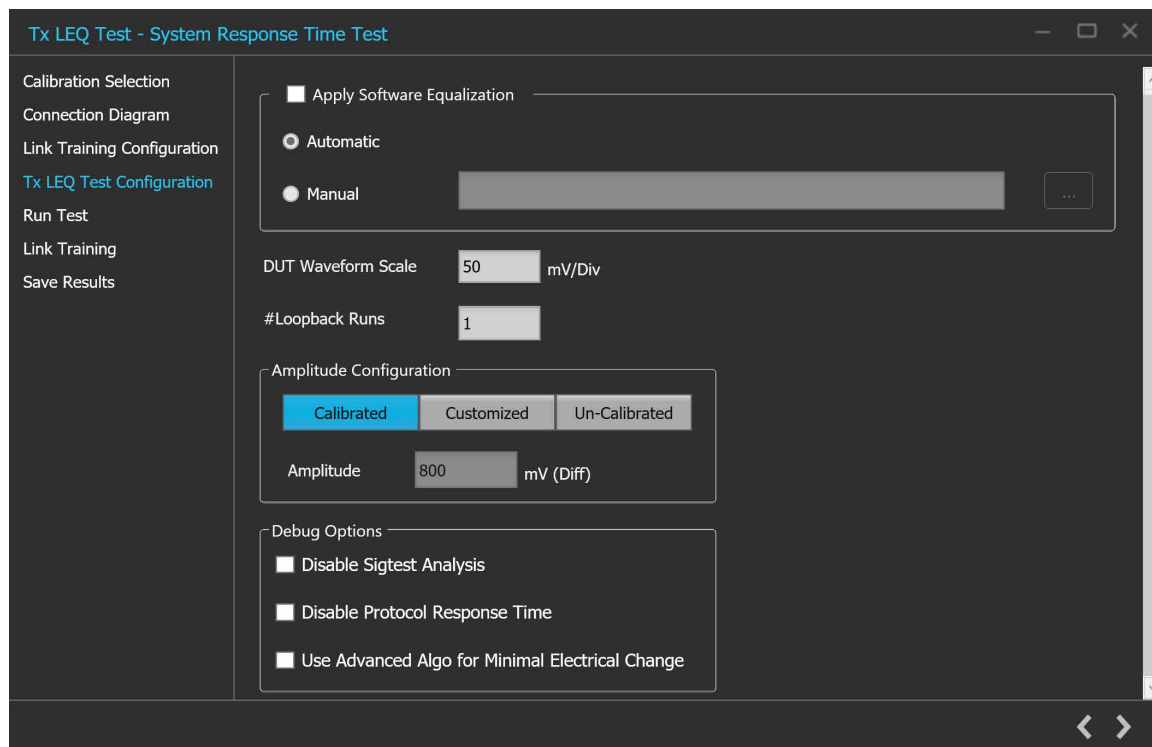 Tx LEQ Test - System Response Time Test
Calibration Selection
Connection Diagram
Link Training Configuration
Tx LEQ Test Configuration
Run Test
Link Training
Save Results
Apply Software Equalization
Automatic
Manual
...
DUT Waveform Scale 50 mV/Div
#Loopback Runs 1
Amplitude Configuration
Calibrated Customized Un-Calibrated
Amplitude 800 mV (Diff)
Debug Options
Disable Sigtest Analysis
Disable Protocol Response Time
Use Advanced Algo for Minimal Electrical Change